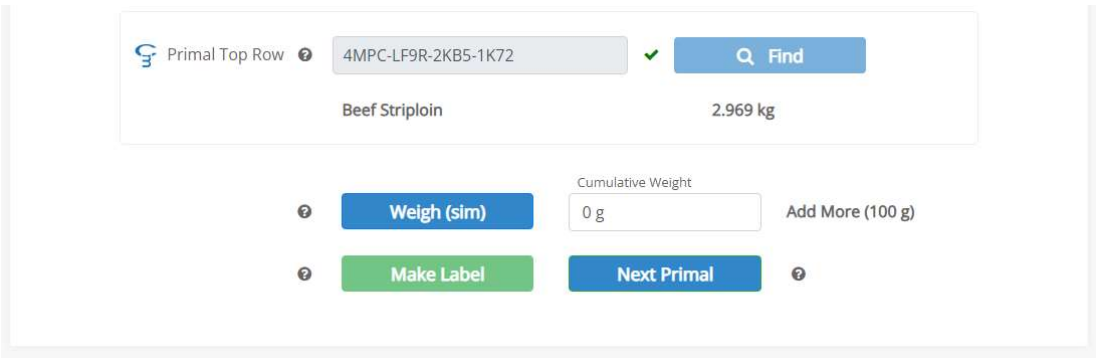 Primal Top Row 4MPC-LF9R-2KB5-1K72 Find
Beef Striploin 2.969 kg
Cumulative Weight
Weigh (sim) 0 g Add More (100 g)
Make Label Next Primal